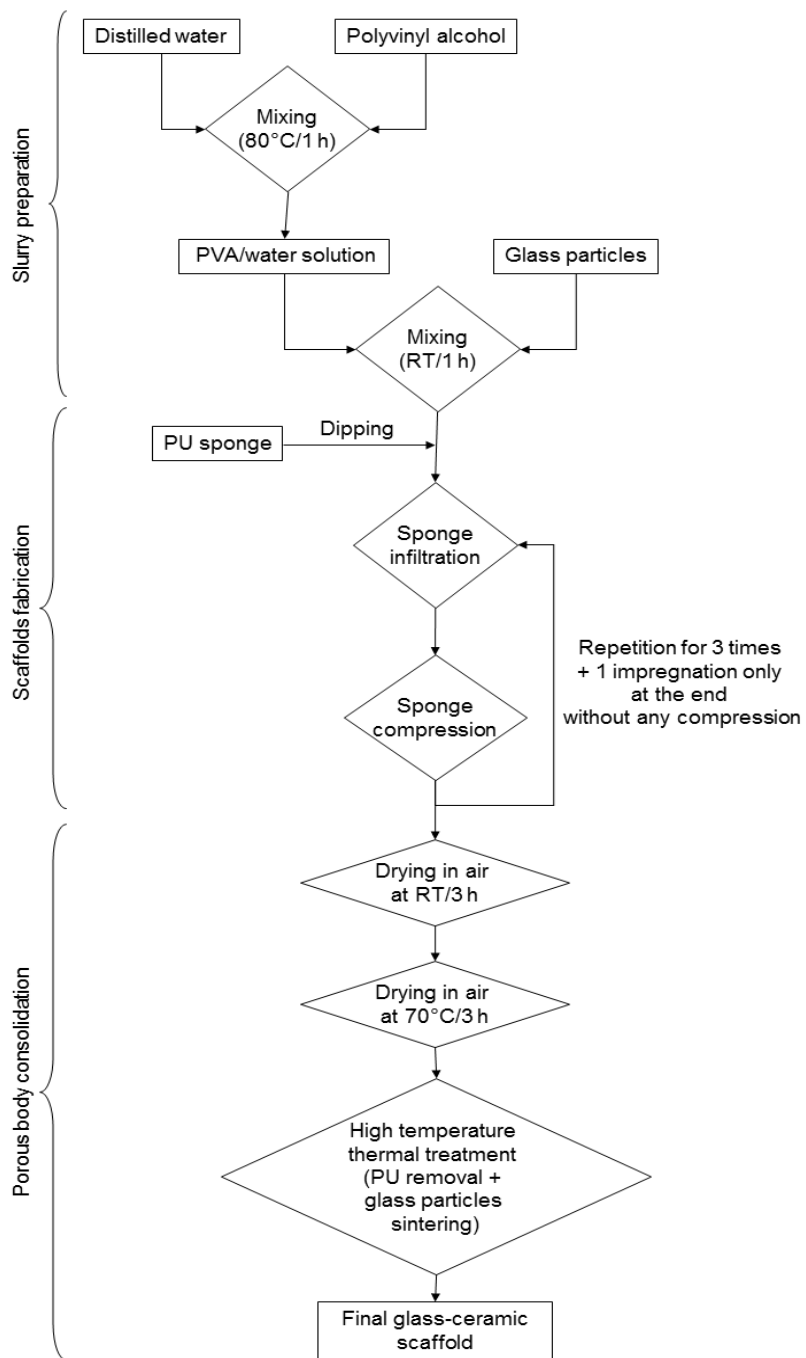 Slurry preparation
Distilled water
Polyvinyl alcohol
Mixing
(80°C/1 h)
PVA/water solution
Glass particles
Mixing
(RT/1 h)
Scaffolds fabrication
PU sponge
Dipping
Sponge
infiltration
Sponge
compression
Repetition for 3 times
+ 1 impregnation only
at the end
without any compression
Porous body consolidation
Drying in air
at RT/3 h
Drying in air
at 70°C/3 h
High temperature
thermal treatment
(PU removal +
glass particles
sintering)
Final glass-ceramic
scaffold